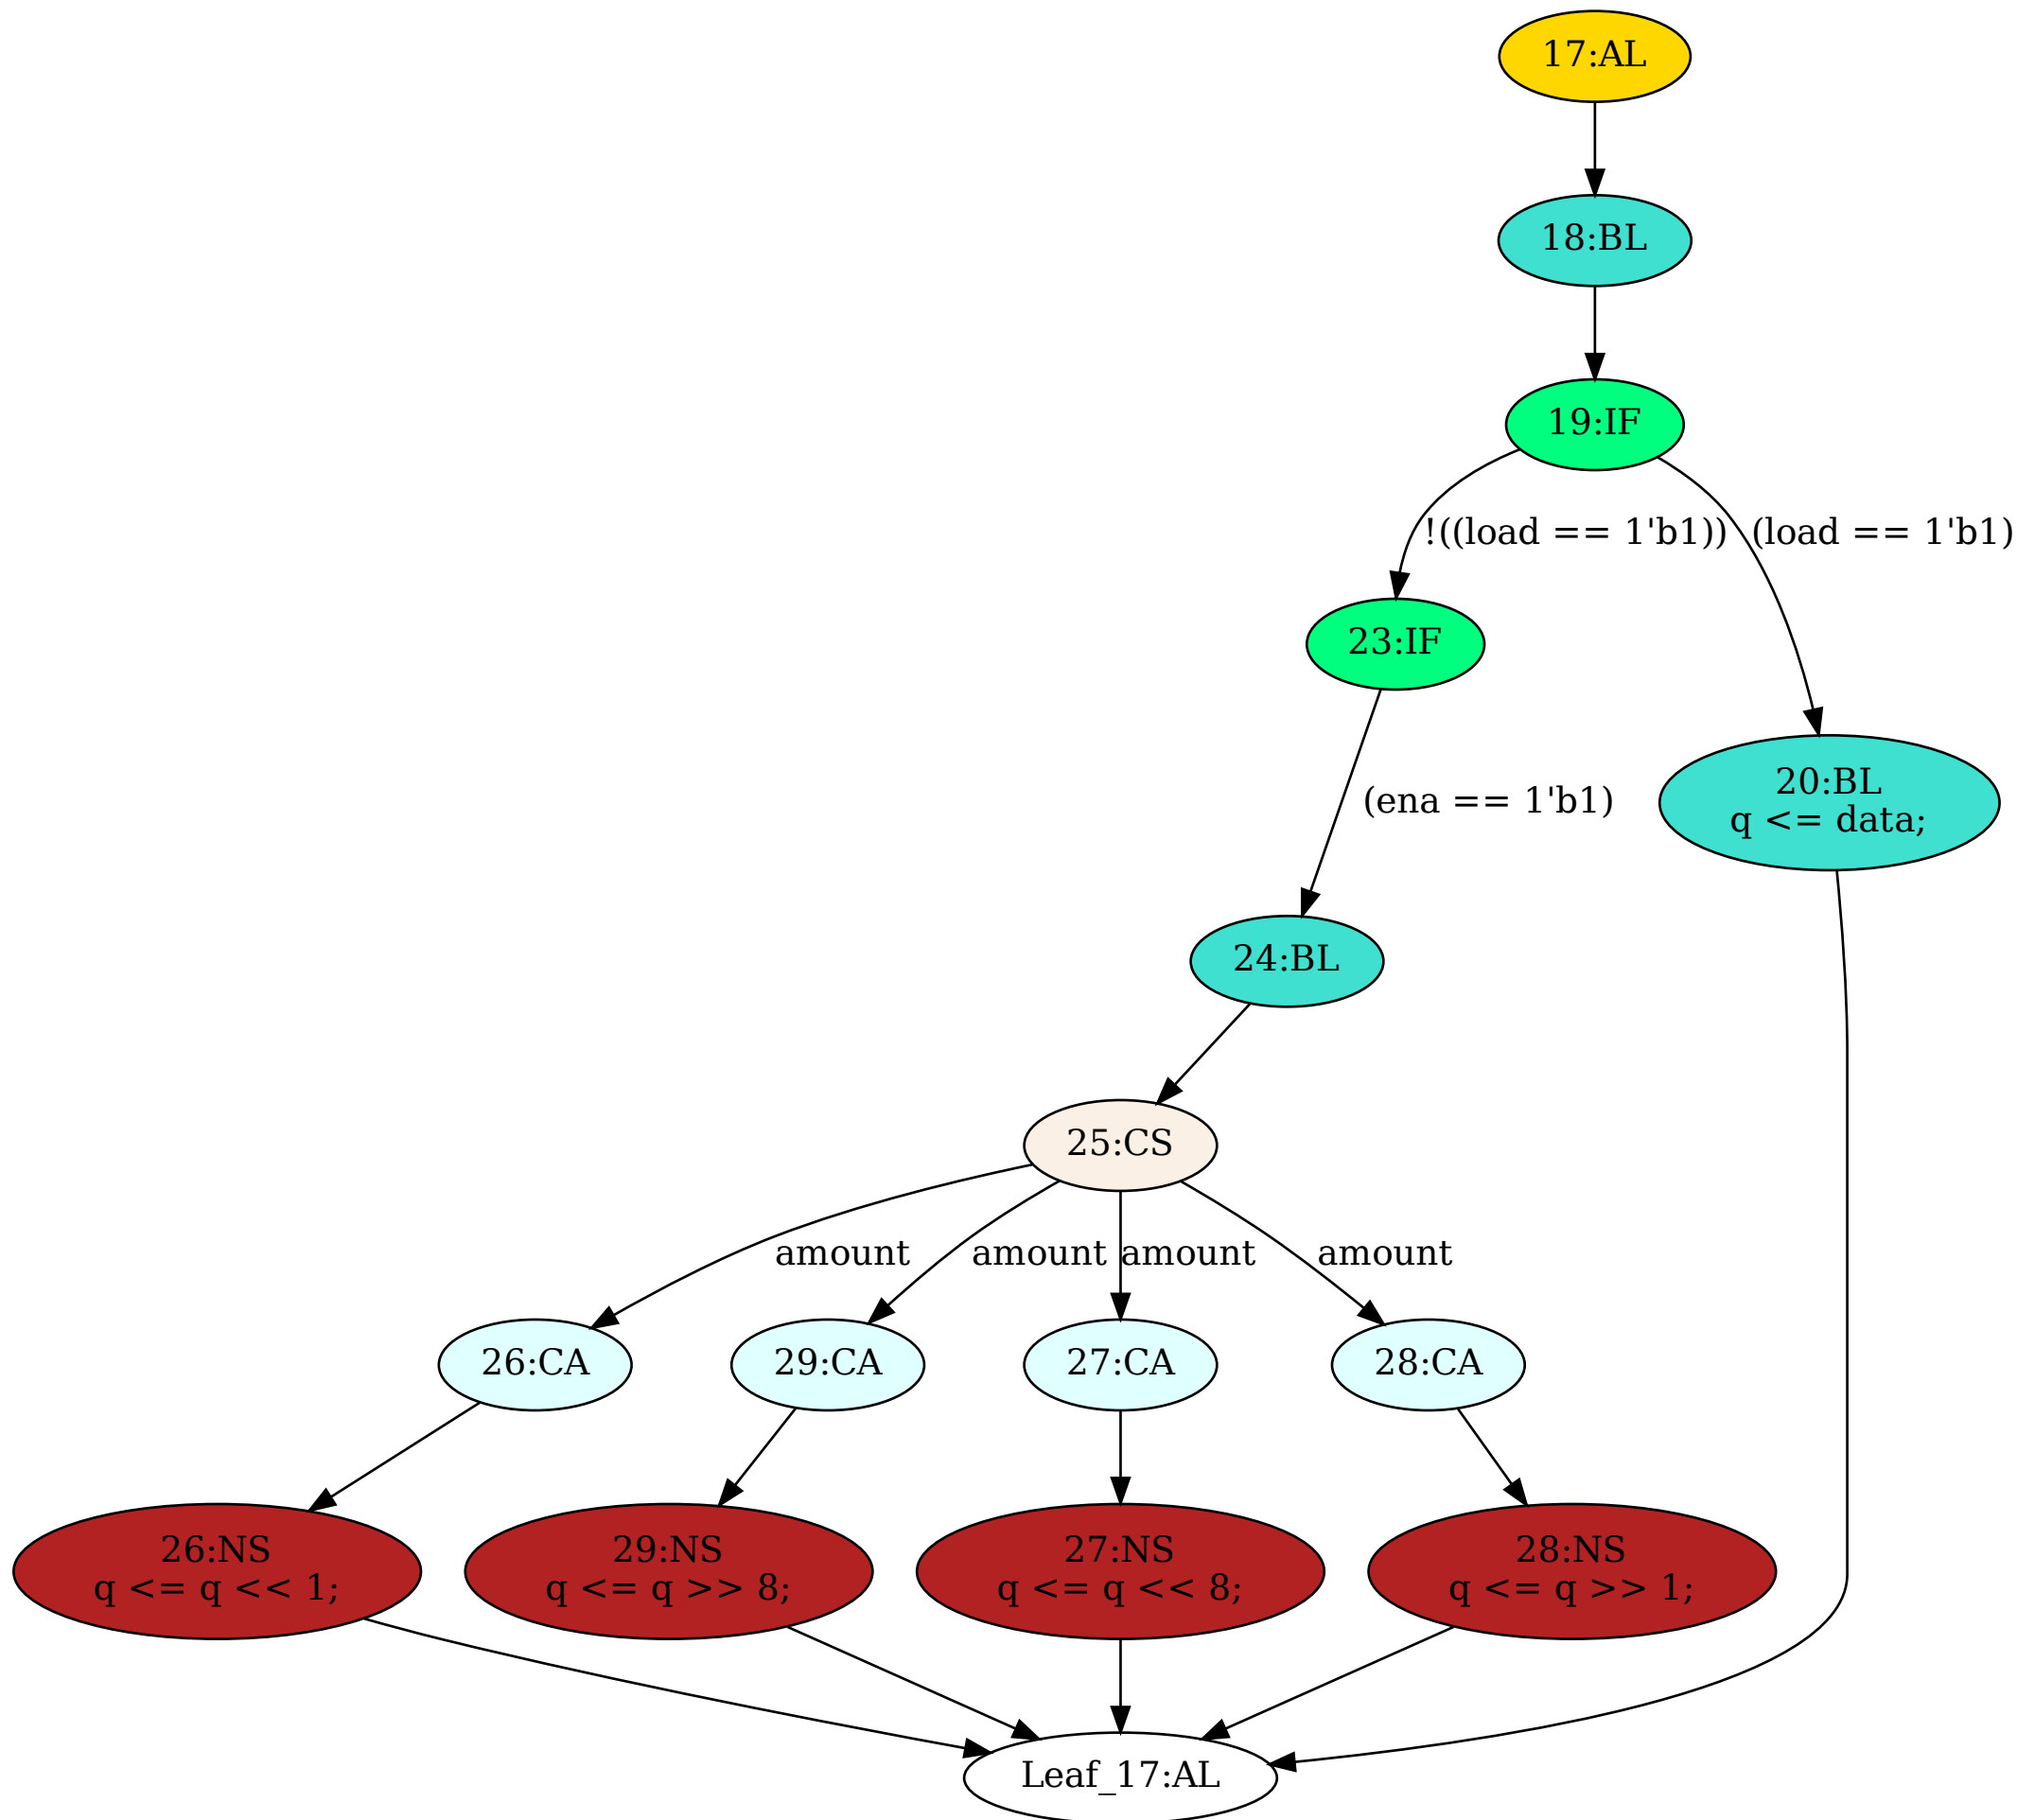 17:AL
18:BL
19:IF
!((load == 1'b1))
(load == 1'b1)
23:IF
(ena == 1'b1)
20:BL
q <= data;
24:BL
25:CS
amount
amount
amount
amount
26:CA
29:CA
27:CA
28:CA
26:NS
q <= q << 1;
29:NS
q <= q >> 8;
27:NS
q <= q << 8;
28:NS
q <= q >> 1;
Leaf_17:AL